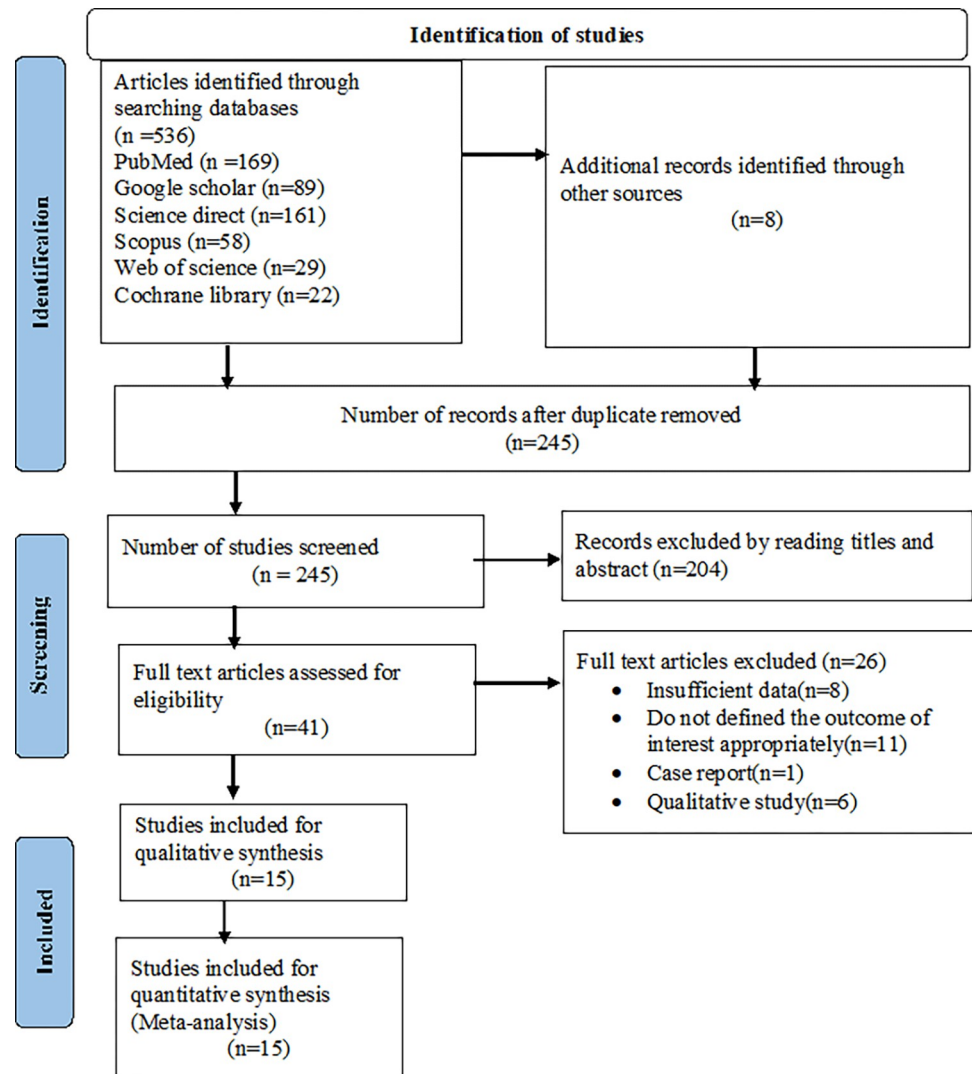 Identification of studies
Identification
Articles identified through
searching databases
(n =536)
PubMed (n =169)
Google scholar (n=89)
Science direct (n=161)
Scopus (n=58)
Web of science (n=29)
Cochrane library (n=22)
Additional records identified through
other sources
(n=8)
Number of records after duplicate removed
(n=245)
Screening
Number of studies screened
(n = 245)
Records excluded by reading titles and
abstract (n=204)
Full text articles assessed for
eligibility
(n=41)
Full text articles excluded (n=26)
• Insufficient data(n=8)
• Do not defined the outcome of
interest appropriately(n=11)
• Case report(n=1)
• Qualitative study(n=6)
Included
Studies included for
qualitative synthesis
(n=15)
Studies included for
quantitative synthesis
(Meta-analysis)
(n=15)